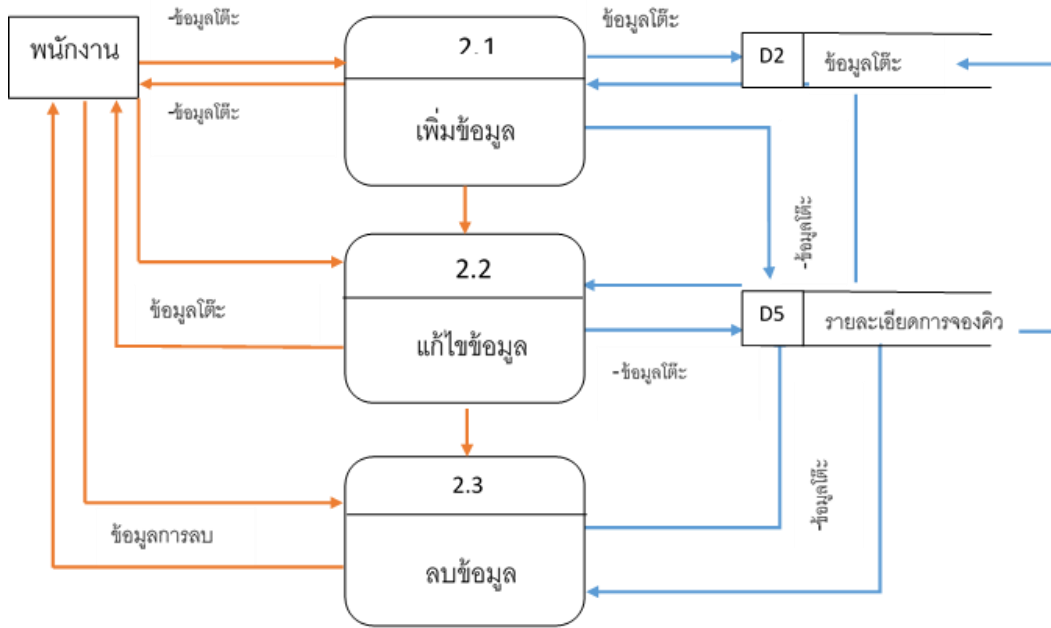 -ข้อมูลโต๊ะ
พนักงาน
2.1
ข้อมูลโต๊ะ
D2
ข้อมูลโต๊ะ
-ข้อมูลโต๊ะ
เพิ่มข้อมูล
-ข้อมูลโต๊ะ
2.2
ข้อมูลโต๊ะ
แก้ไขข้อมูล
D5
รายละเอียดการจองคิว
-ข้อมูลโต๊ะ
2.3
-ข้อมูลโต๊ะ
ข้อมูลการลบ
ลบข้อมูล